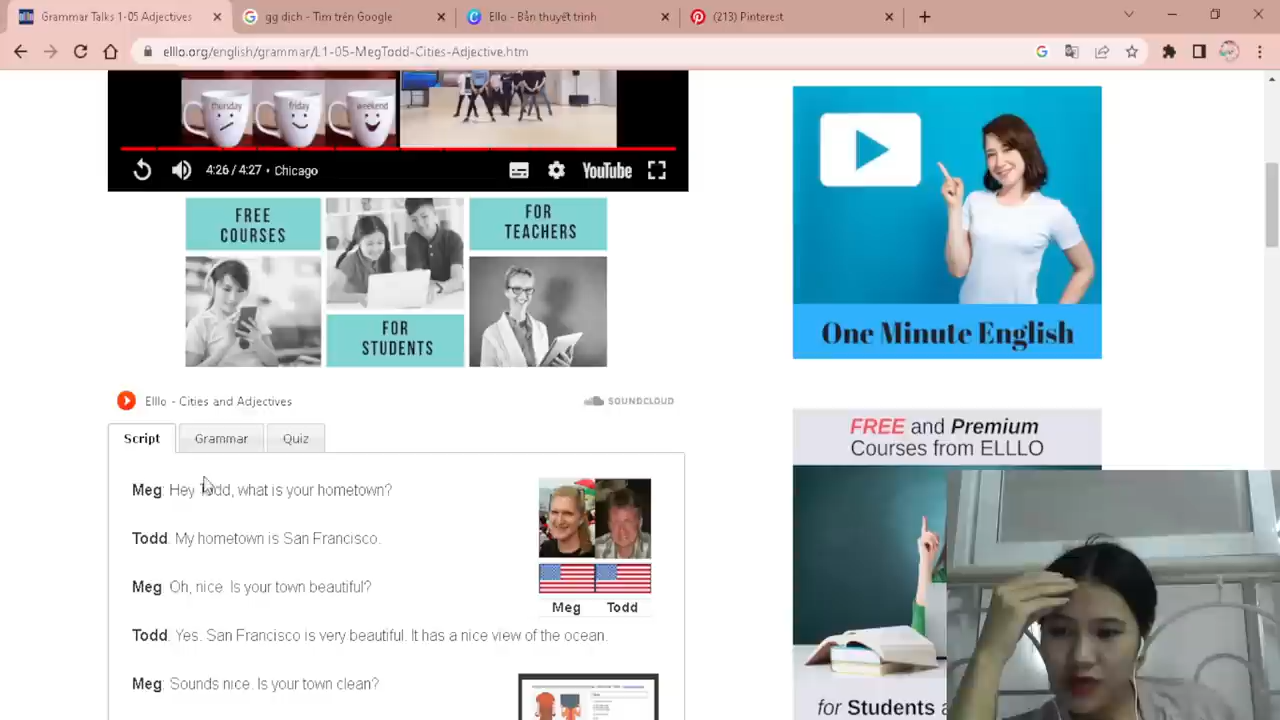 Grammar Talks 1-05 Adjectives
gg dịch - Tìm trên Google
Ello - Bản thuyết trình
(213) Pinterest
elllo.org/english/grammar/L1-05-MegTodd-Cities-Adjective.htm
thursday
friday
weekend
4:26 / 4:27 • Chicago
YouTube
FREE
COURSES
FOR
TEACHERS
FOR
STUDENTS
One Minute English
Elllo - Cities and Adjectives
SOUNDCLOUD
FREE and Premium
Courses from ELLLO
Script
Grammar
Quiz
Meg: Hey Todd, what is your hometown?
Todd: My hometown is San Francisco.
Meg: Oh, nice. Is your town beautiful?
Meg
Todd
Todd: Yes. San Francisco is very beautiful. It has a nice view of the ocean.
Meg: Sounds nice. Is your town clean?
for Students